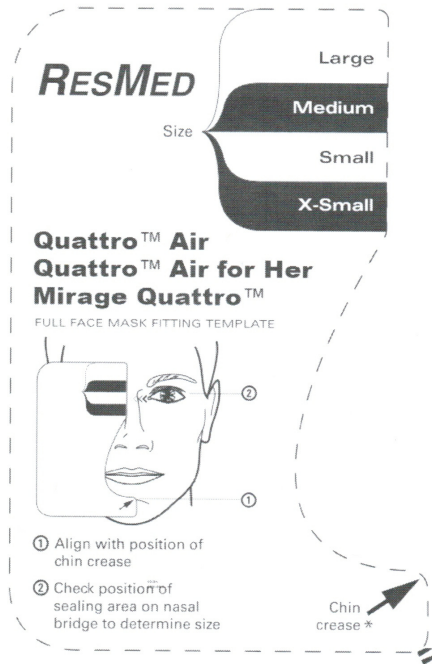 RESMED
Size
Large
Medium
Small
X-Small
Quattro™ Air
Quattro™ Air for Her
Mirage Quattro™
FULL FACE MASK FITTING TEMPLATE
②
①
① Align with position of
chin crease
② Check position of
sealing area on nasal
bridge to determine size
Chin
crease *